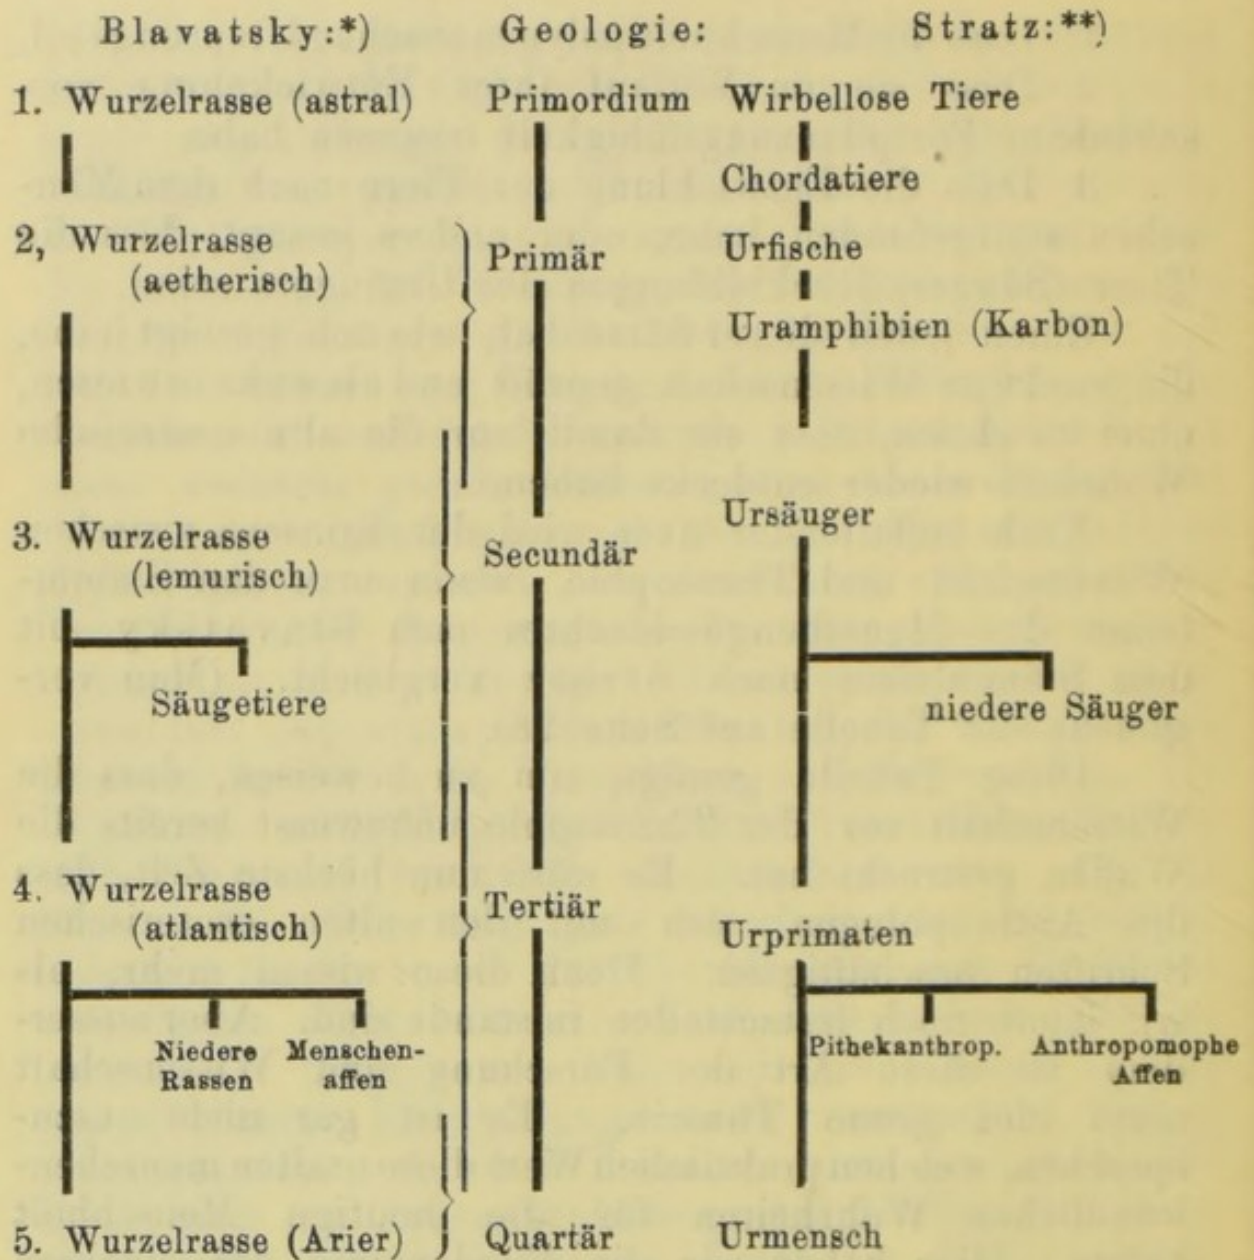 Blavatsky:*) Geologie: Stratz:**)
1. Wurzelrasse (astral) Primordium Wirbellose Tiere
Chordatiere
2, Wurzelrasse Primär Urfische
(aetherisch)
Uramphibien (Karbon)
Ursäuger
3. Wurzelrasse Secundär
(lemurisch)
Säugetiere niedere Säuger
4. Wurzelrasse Tertiär
(atlantisch) Urprimaten
Niedere Menschen- Pithekanthrop. Anthropomophe
Rassen affen Affen
5. Wurzelrasse (Arier) Quartär Urmensch